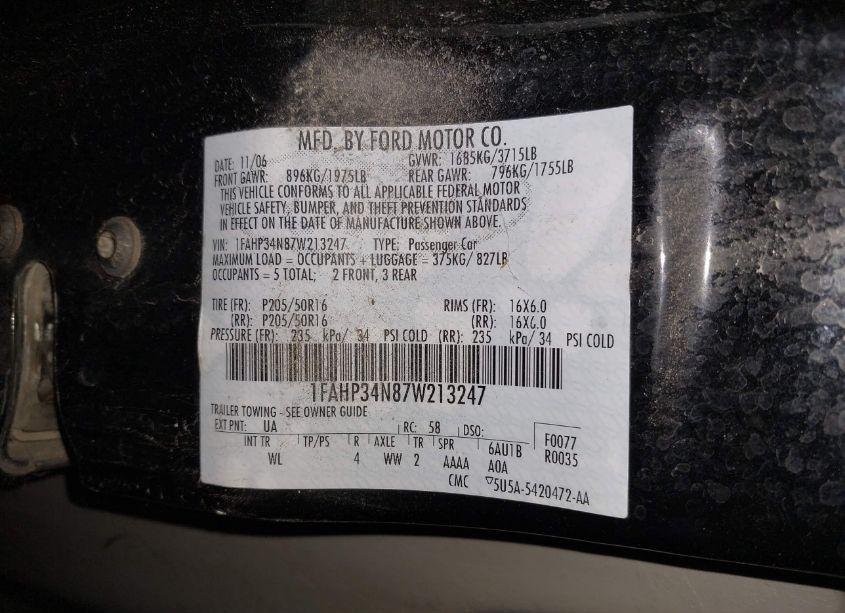 MFD. BY FORD MOTOR CO.
DATE: 11/06 GVWR: 1685KG/3715LB
FRONT GAWR: 896KG/1975LB REAR GAWR: 796KG/1755LB
THIS VEHICLE CONFORMS TO ALL APPLICABLE FEDERAL MOTOR
VEHICLE SAFETY, BUMPER, AND THEFT PREVENTION STANDARDS
IN EFFECT ON THE DATE OF MANUFACTURE SHOWN ABOVE.
VIN: 1FAHP34N87W213247 TYPE: Passenger Car
MAXIMUM LOAD = OCCUPANTS + LUGGAGE = 375KG/ 827LB
OCCUPANTS = 5 TOTAL; 2 FRONT, 3 REAR
TIRE (FR): P205/50R16 RIMS (FR): 16X6.0
(RR): P205/50R16 (RR): 16X6.0
PRESSURE (FR): 235 kPa/ 34 PSI COLD (RR): 235 kPa/ 34 PSI COLD
1FAHP34N87W213247
TRAILER TOWING - SEE OWNER GUIDE
EXT PNT: UA RC: 58 DSO: F0077
INT TR TP/PS R AXLE TR SPR 6AU1B R0035
WL 4 WW 2 AAAA A0A
CMC ▽5U5A-5420472-AA